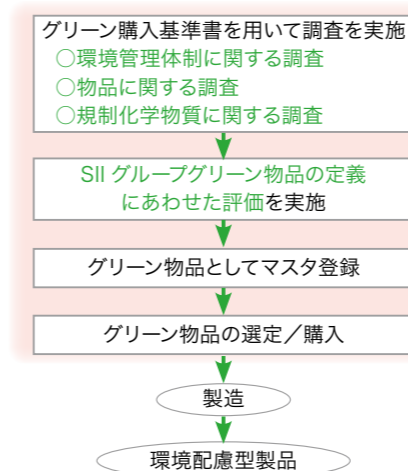 グリーン購入基準書を用いて調査を実施
○環境管理体制に関する調査
○物品に関する調査
○規制化学物質に関する調査
SII グループグリーン物品の定義
にあわせた評価を実施
グリーン物品としてマスタ登録
グリーン物品の選定／購入
製造
環境配慮型製品